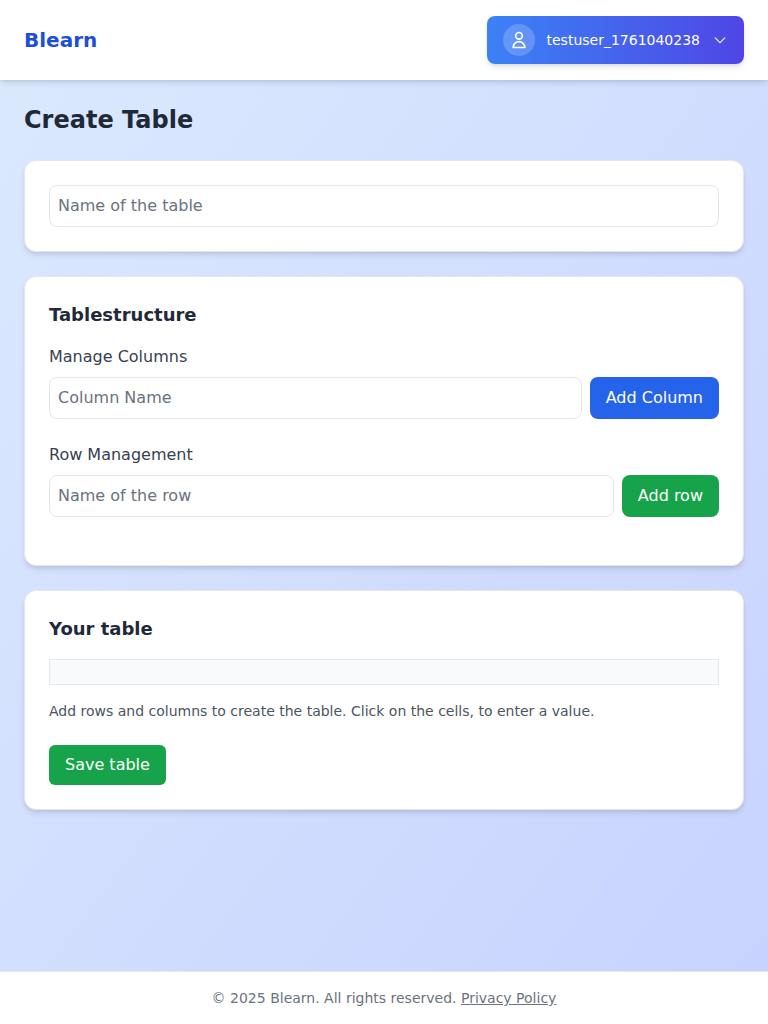 Blearn
testuser_1761040238
Create Table
Name of the table
Tablestructure
Manage Columns
Column Name
Add Column
Row Management
Name of the row
Add row
Your table
Add rows and columns to create the table. Click on the cells, to enter a value.
Save table
© 2025 Blearn. All rights reserved. Privacy Policy